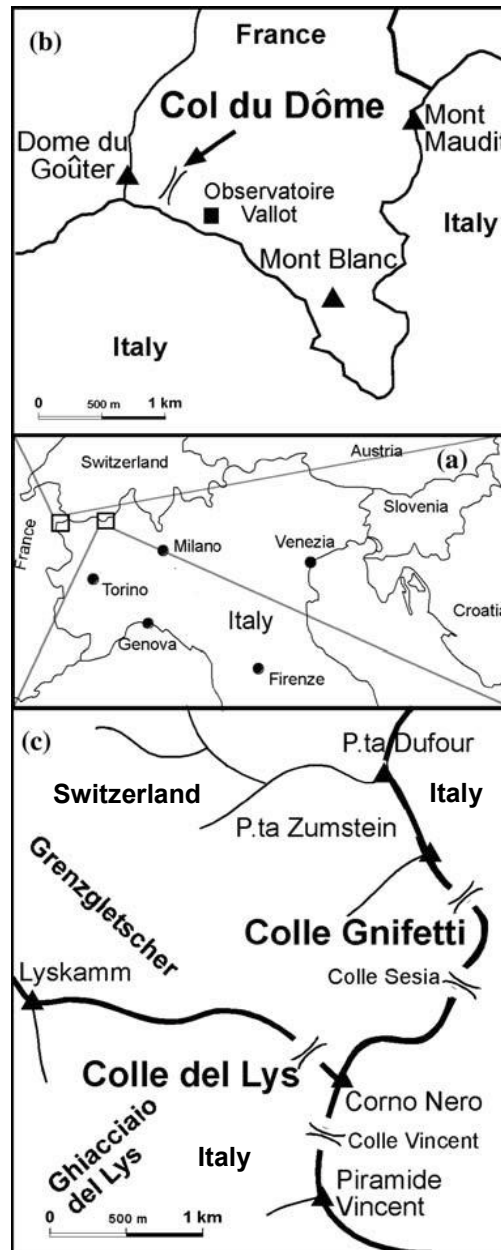 (b)
France
Col du Dôme
Mont
Maudit
Dome du
Goûter
Observatoire
Vallot
Italy
Mont Blanc
Italy
0 500 m 1 km
(a)
Austria
Switzerland
Slovenia
France
Milano
Venezia
Torino
Croatia
Italy
Genova
Firenze
(c)
P.ta Dufour
Switzerland
Italy
P.ta Zumstein
Grenzgletscher
Colle Gnifetti
Colle Sesia
Lyskamm
Colle del Lys
Corno Nero
Ghiacciaio
del Lys
Italy
Colle Vincent
Piramide
Vincent
0 500 m 1 km